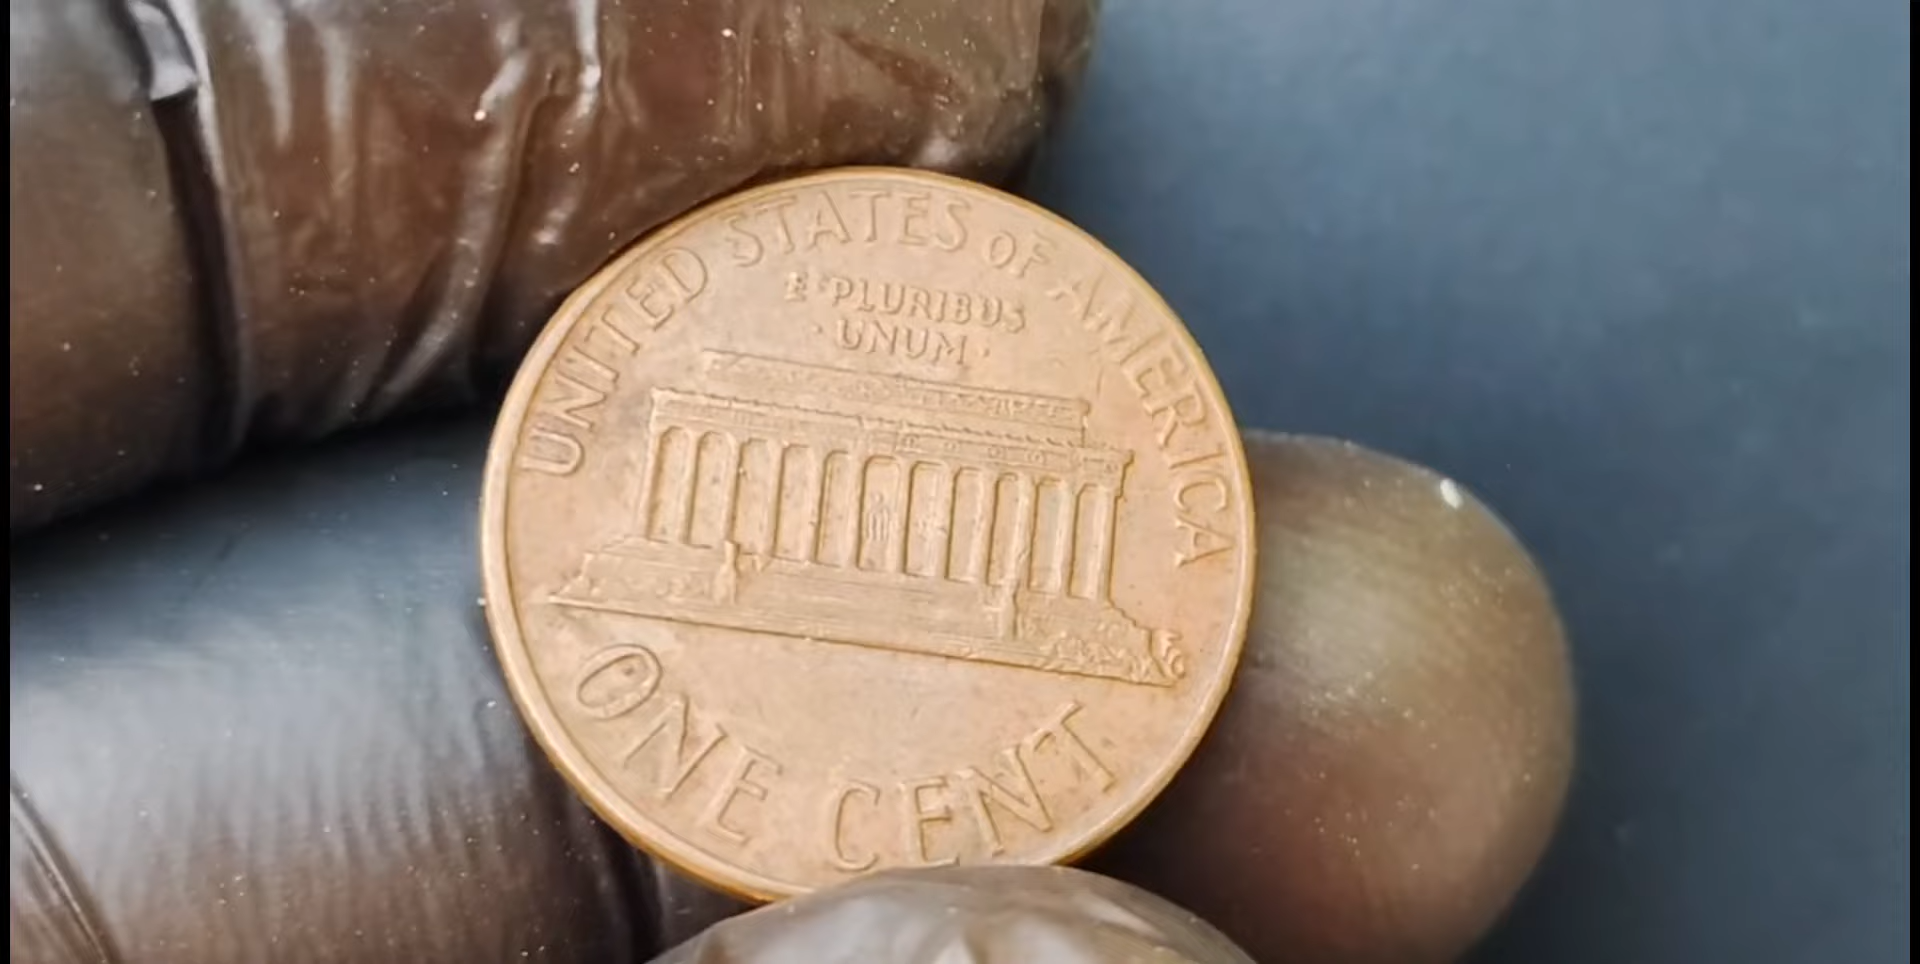 UNITED STATES OF AMERICA
E·PLURIBUS
·UNUM·
ONE CENT